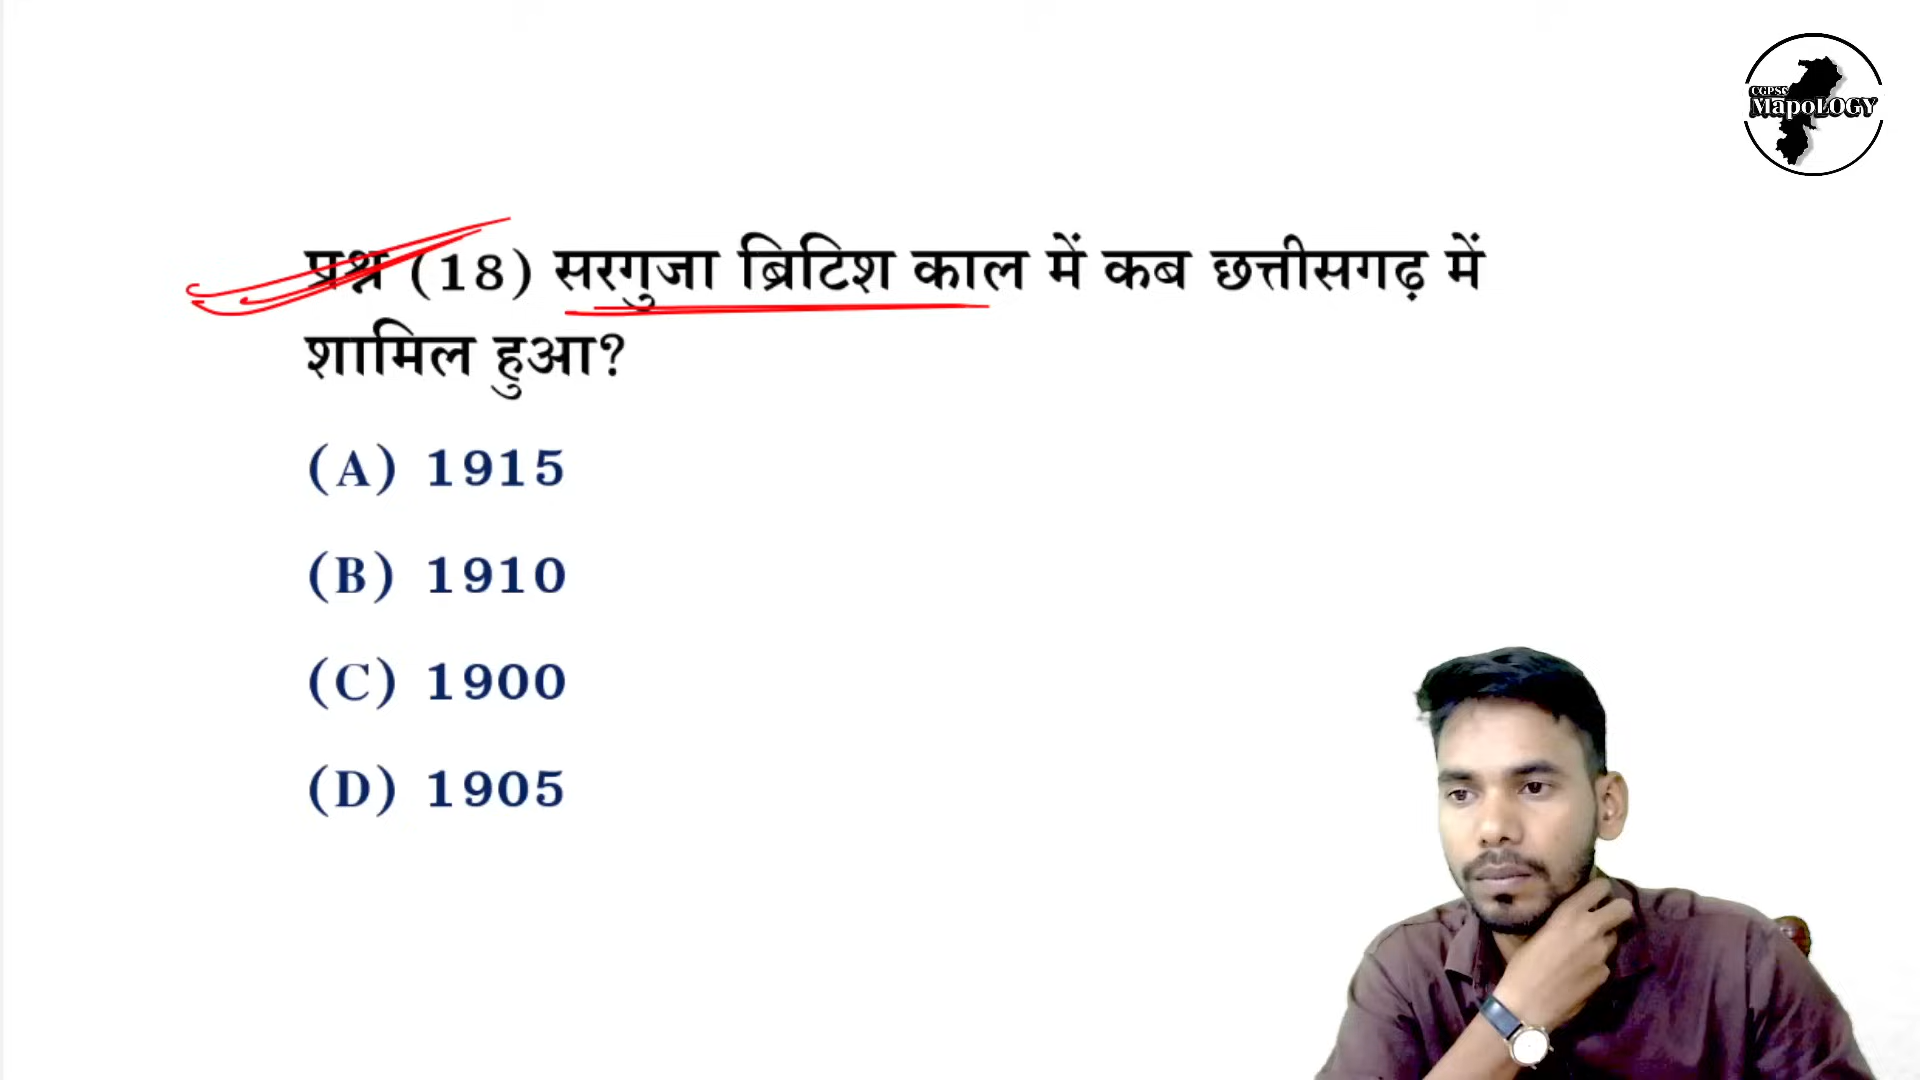 CGPSC
MapoLOGY
प्रश्न (18) सरगुजा ब्रिटिश काल में कब छत्तीसगढ़ में
शामिल हुआ?
(A) 1915
(B) 1910
(C) 1900
(D) 1905